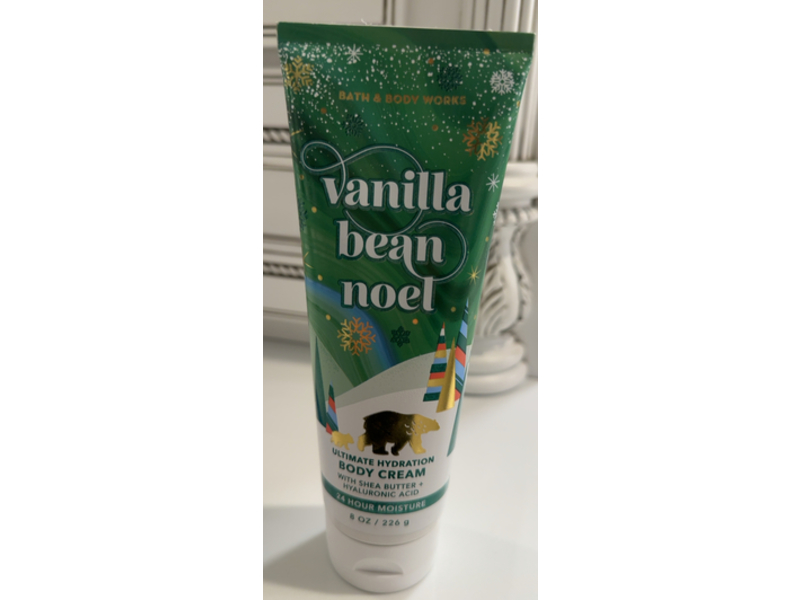 BATH & BODY WORKS
vanilla
bean
noel
ULTIMATE HYDRATION
BODY CREAM
WITH SHEA BUTTER +
HYALURONIC ACID
24 HOUR MOISTURE
8 OZ / 226 g